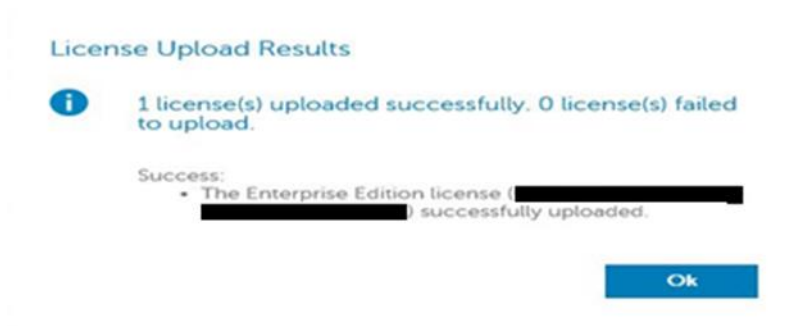 License Upload Results
1 license(s) uploaded successfully. 0 license(s) failed
to upload.
Success:
• The Enterprise Edition license (
) successfully uploaded.
Ok